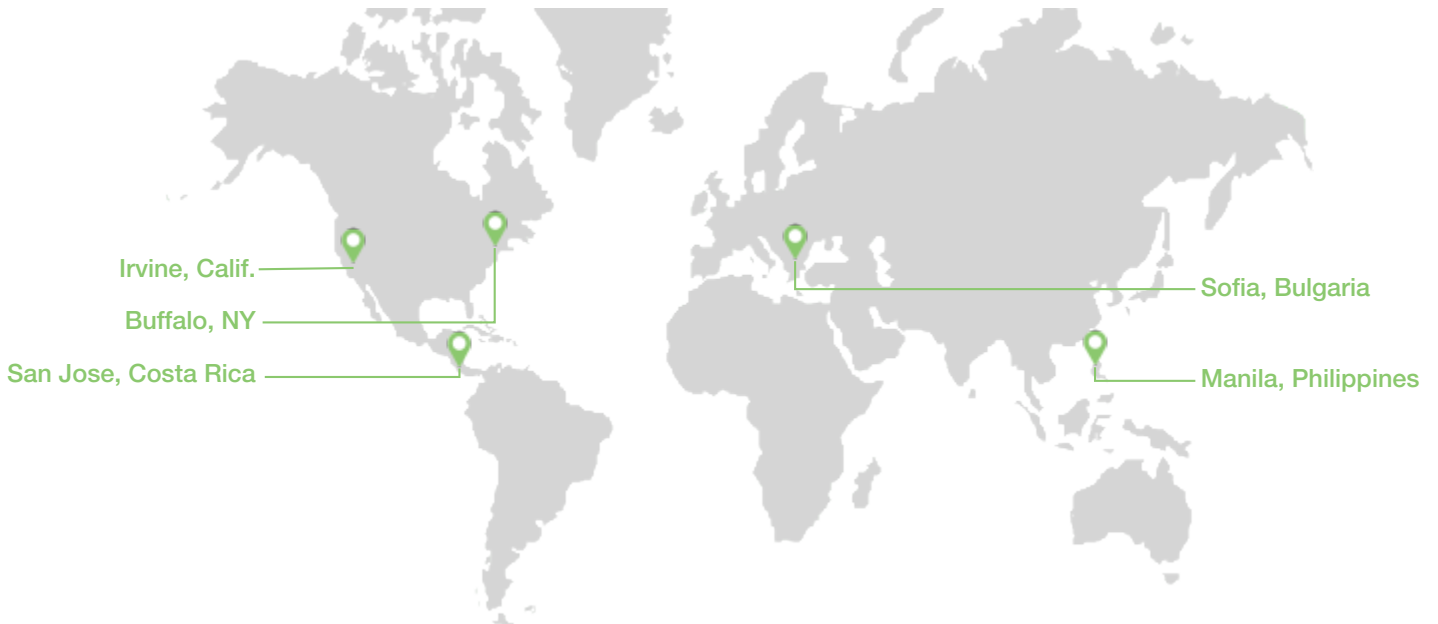 Irvine, Calif.
Buffalo, NY
San Jose, Costa Rica
Sofia, Bulgaria
Manila, Philippines